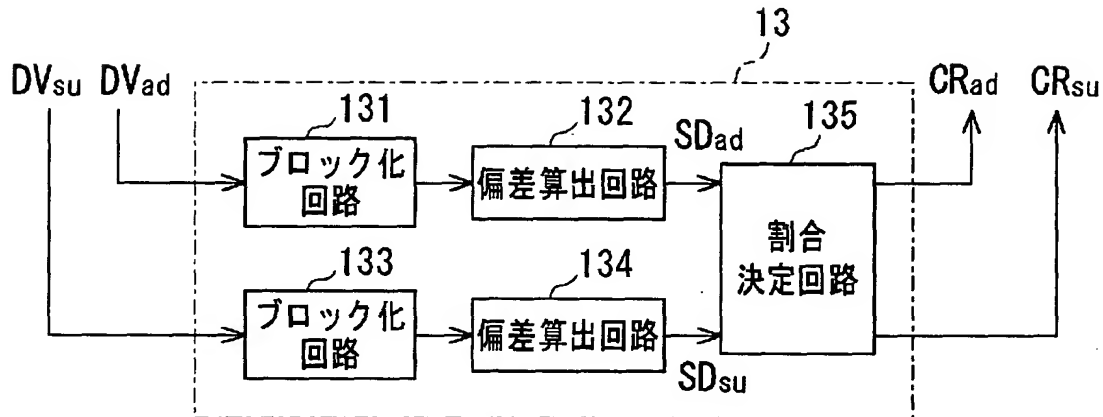 13
DVsu DVad
CRad CRsu
131
132
SDad
135
ブロック化
回路
偏差算出回路
割合
決定回路
133
134
ブロック化
回路
偏差算出回路
SDsu